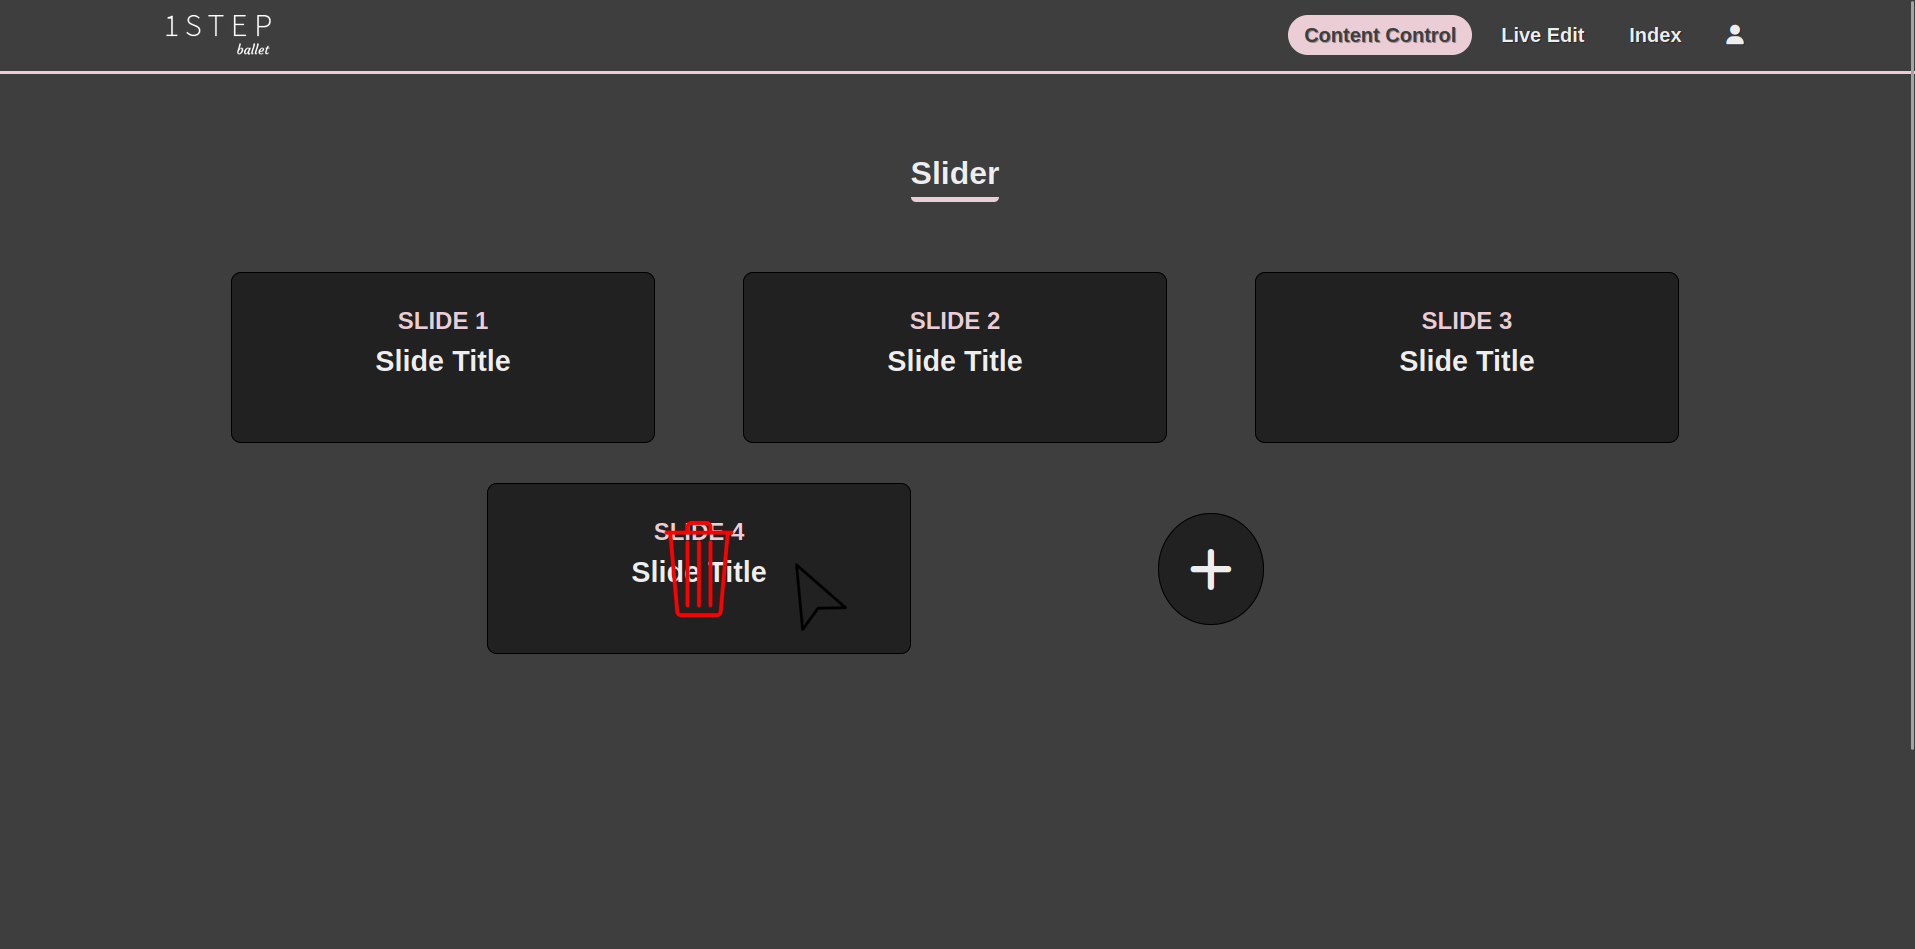 1STEP
ballet
Content Control
Live Edit
Index
Slider
SLIDE 1
Slide Title
SLIDE 2
Slide Title
SLIDE 3
Slide Title
SLIDE 4
Slide Title